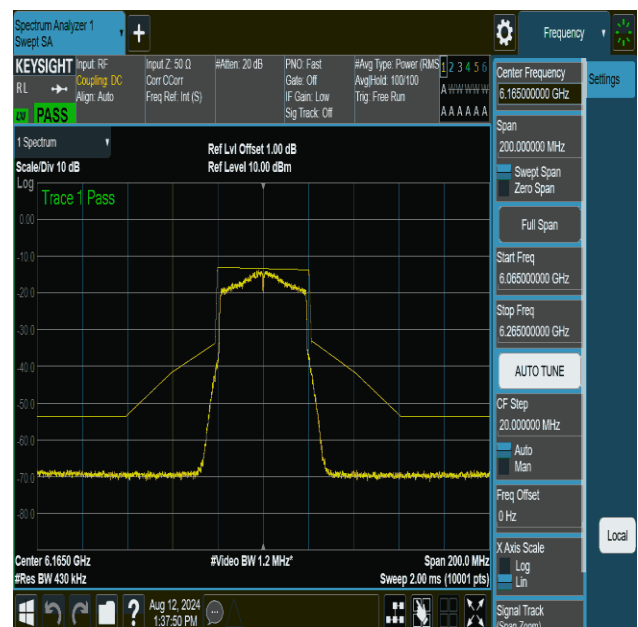 Spectrum Analyzer 1
Swept SA
+
Frequency
KEYSIGHT
RL
PASS
Input: RF
Coupling: DC
Align: Auto
Input Z: 50 Ω
Corr CCorr
Freq Ref: Int (S)
#Atten: 20 dB
PNO: Fast
Gate: Off
IF Gain: Low
Sig Track: Off
#Avg Type: Power (RMS
Avg|Hold: 100/100
Trig: Free Run
1 2 3 4 5 6
A W W W W W
A A A A A A
Center Frequency
6.165000000 GHz
Settings
Span
200.000000 MHz
Swept Span
Zero Span
Full Span
Start Freq
6.065000000 GHz
Stop Freq
6.265000000 GHz
AUTO TUNE
CF Step
20.000000 MHz
Auto
Man
Freq Offset
0 Hz
X Axis Scale
Log
Lin
Local
Signal Track
(Span Zoom)
1 Spectrum
Scale/Div 10 dB
Ref Lvl Offset 1.00 dB
Ref Level 10.00 dBm
Log
Trace 1 Pass
0.00
-10.0
-20.0
-30.0
-40.0
-50.0
-60.0
-70.0
-80.0
Center 6.1650 GHz
#Video BW 1.2 MHz*
Span 200.0 MHz
#Res BW 430 kHz
Sweep 2.00 ms (10001 pts)
?
Aug 12, 2024
1:37:50 PM